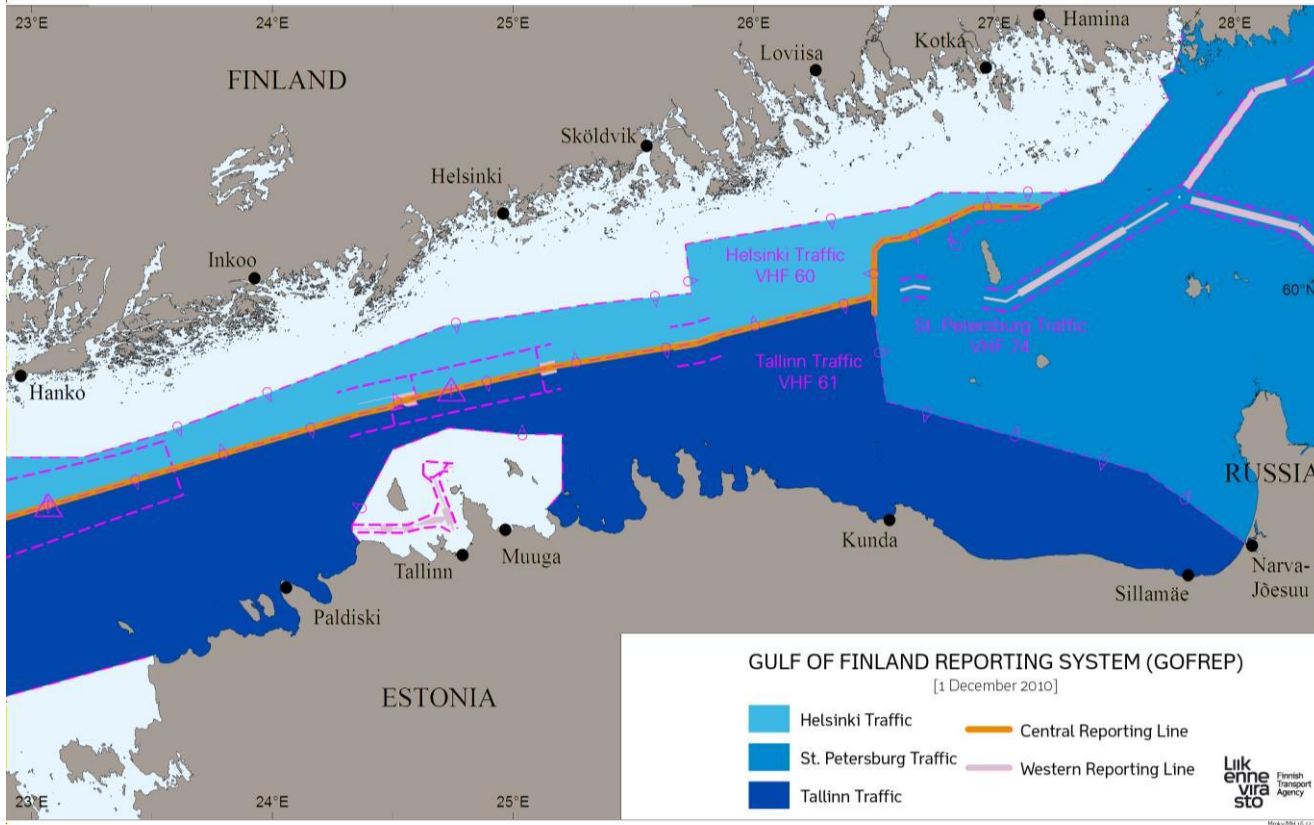 23°E 24°E 25°E 26°E 27°E 28°E
Hamina
Kotka
Loviisa
FINLAND
Sköldvik
Helsinki
Inkoo
Hanko
Helsinki Traffic
VHF 60
60°N
St. Petersburg Traffic
VHF 74
Tallinn Traffic
VHF 61
RUSSIA
Kunda
Muuga
Tallinn
Narva-
Jõesuu
Sillamäe
Paldiski
ESTONIA
GULF OF FINLAND REPORTING SYSTEM (GOFREP)
[1 December 2010]
Helsinki Traffic
St. Petersburg Traffic
Tallinn Traffic
Central Reporting Line
Western Reporting Line
Liik
enne
vira
sto
Finnish
Transport
Agency
23°E 24°E 25°E